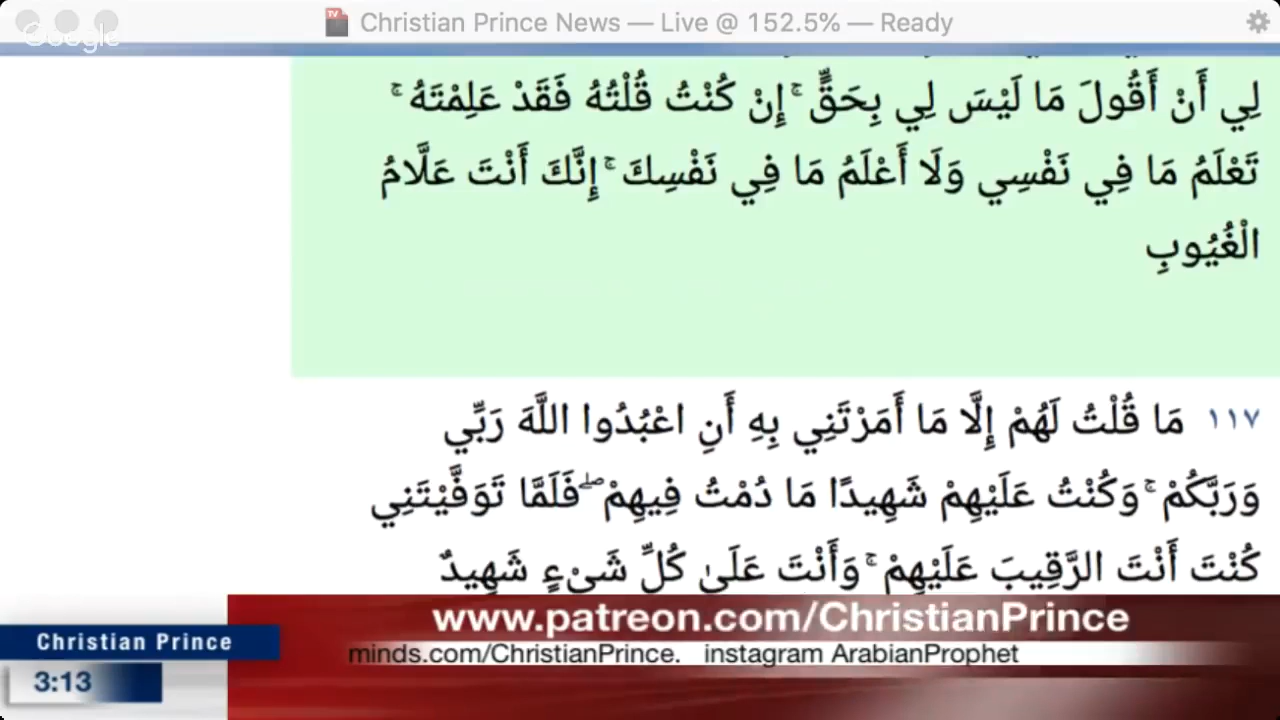 Christian Prince News — Live @ 152.5% — Ready
Google
لِي أَنْ أَقُولَ مَا لَيْسَ لِي بِحَقٍّ ۚ إِنْ كُنْتُ قُلْتُهُ فَقَدْ عَلِمْتَهُ ۚ
تَعْلَمُ مَا فِي نَفْسِي وَلَا أَعْلَمُ مَا فِي نَفْسِكَ ۚ إِنَّكَ أَنْتَ عَلَّامُ
الْغُيُوبِ
١١٧ مَا قُلْتُ لَهُمْ إِلَّا مَا أَمَرْتَنِي بِهِ أَنِ اعْبُدُوا اللَّهَ رَبِّي
وَرَبَّكُمْ ۚ وَكُنْتُ عَلَيْهِمْ شَهِيدًا مَا دُمْتُ فِيهِمْ ۖ فَلَمَّا تَوَفَّيْتَنِي
كُنْتَ أَنْتَ الرَّقِيبَ عَلَيْهِمْ ۚ وَأَنْتَ عَلَىٰ كُلِّ شَيْءٍ شَهِيدٌ
www.patreon.com/ChristianPrince
Christian Prince
minds.com/ChristianPrince. instagram ArabianProphet
3:13